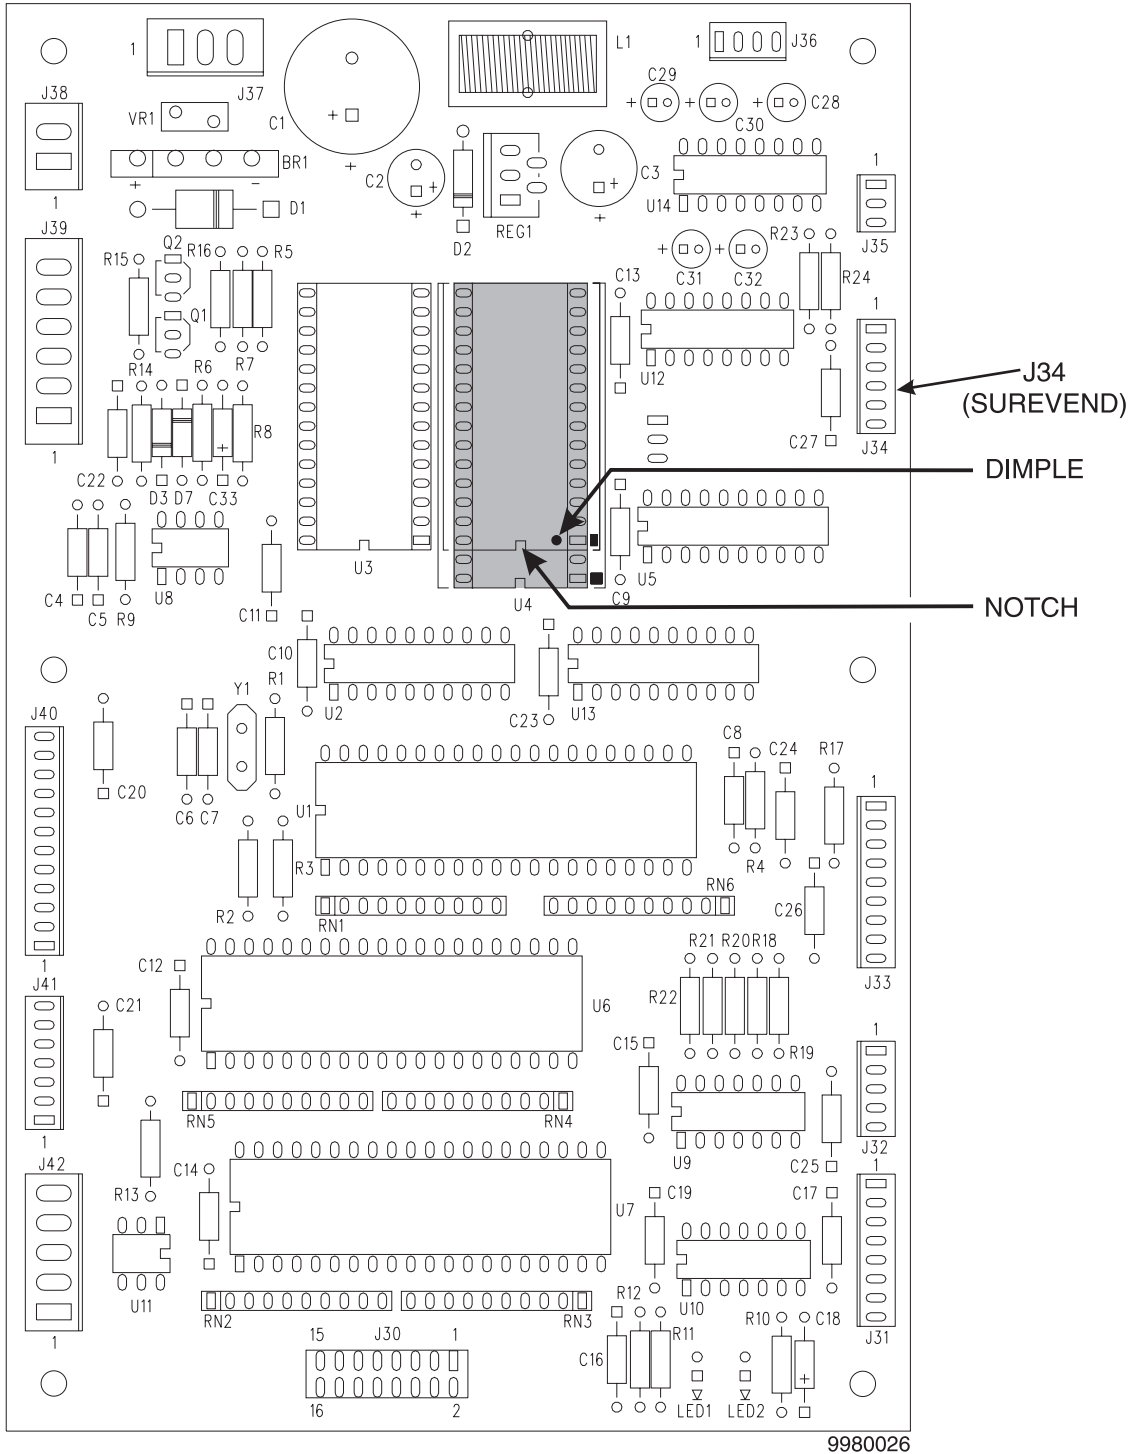 1
J37
L1
1
J36
J38
VR1
C1
+
+
C29
+
+
+
C28
C30
BR1
+
-
C2
+
+
C3
+
+
1
J35
U14
1
D1
D2
REG1
J39
Q2
R15
R16
R5
Q1
R7
+
C31
+
C32
C13
R23
R24
1
U12
J34
(SUREVEND)
R14
R6
R8
+
C22
D3
D7
C33
C27
J34
1
DIMPLE
U8
C4
C5
R9
C11
U3
U4
U5
C9
NOTCH
C10
U2
C23
U13
J40
Y1
R1
C20
C6
C7
U1
C8
C24
R17
1
R4
R2
R3
RN1
RN6
C26
1
J41
C12
C21
U6
R21
R20
R18
R22
R19
J33
C15
1
RN5
RN4
1
J42
R13
C14
U7
U9
C25
J32
1
C19
C17
U11
RN2
RN3
U10
R12
R11
R10
C18
J31
1
15
J30
1
16
2
C16
LED1
LED2
+
9980026